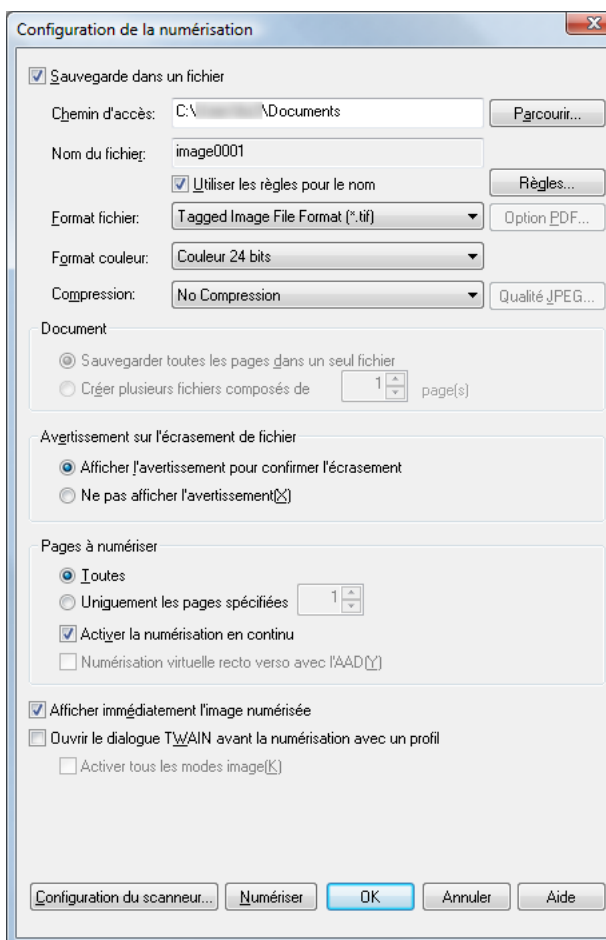 Configuration de la numérisation
Sauvegarde dans un fichier
Chemin d'accès: C:\ \Documents Parcourir...
Nom du fichier: image0001
Utiliser les règles pour le nom Règles...
Format fichier: Tagged Image File Format (*.tif) Option PDF...
Format couleur: Couleur 24 bits
Compression: No Compression Qualité JPEG...
Document
Sauvegarder toutes les pages dans un seul fichier
Créer plusieurs fichiers composés de 1 page(s)
Avertissement sur l'écrasement de fichier
Afficher l'avertissement pour confirmer l'écrasement
Ne pas afficher l'avertissement(X)
Pages à numériser
Toutes
Uniquement les pages spécifiées 1
Activer la numérisation en continu
Numérisation virtuelle recto verso avec l'AAD(Y)
Afficher immédiatement l'image numérisée
Ouvrir le dialogue TWAIN avant la numérisation avec un profil
Activer tous les modes image(K)
Configuration du scanneur... Numériser OK Annuler Aide